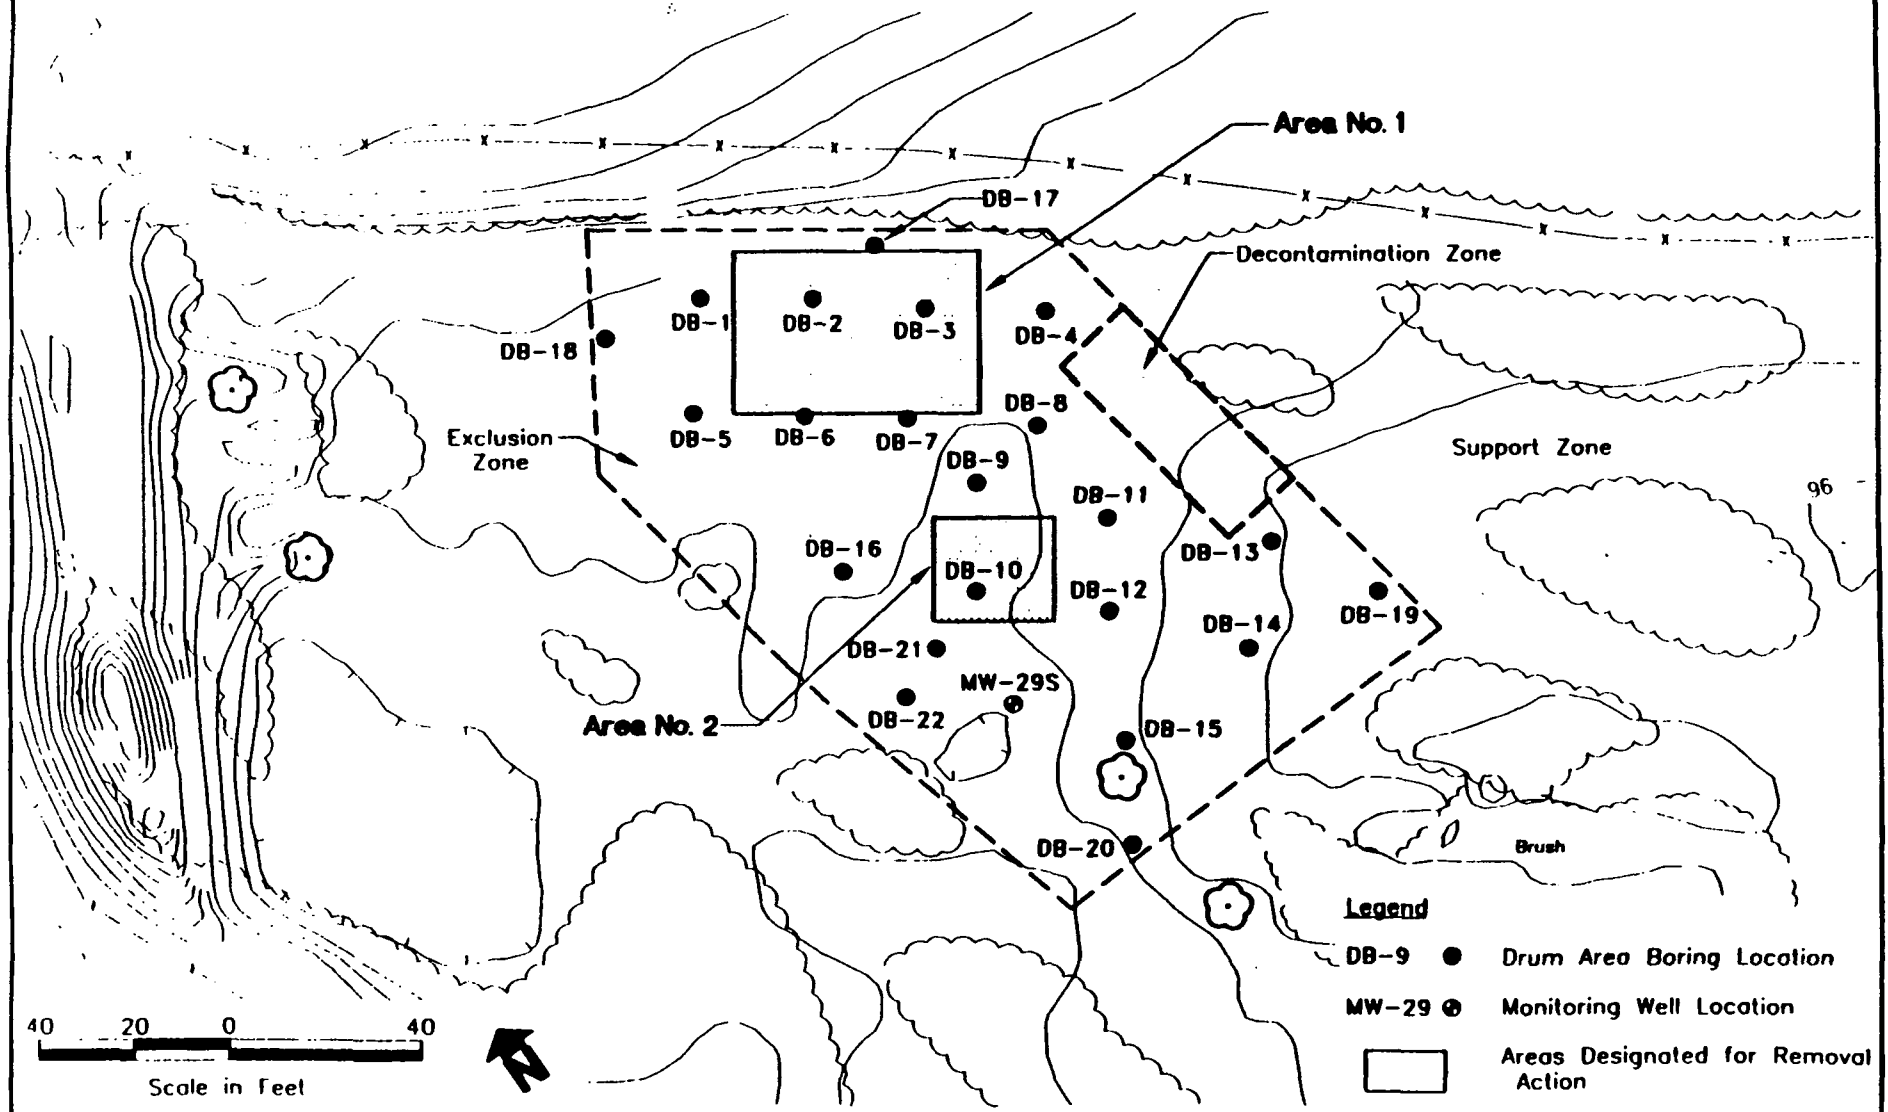 Area No. 1
DB-17
Decontamination Zone
DB-1
DB-2
DB-3
DB-4
DB-18
DB-8
DB-5
DB-6
DB-7
Exclusion
Zone
Support Zone
DB-9
DB-11
96
DB-16
DB-13
DB-10
DB-12
DB-19
DB-14
DB-21
MW-29S
DB-22
Area No. 2
DB-15
DB-20
Brush
Legend
DB-9 Drum Area Boring Location
MW-29 Monitoring Well Location
Areas Designated for Removal
Action
40 20 0 40
Scale in Feet
N